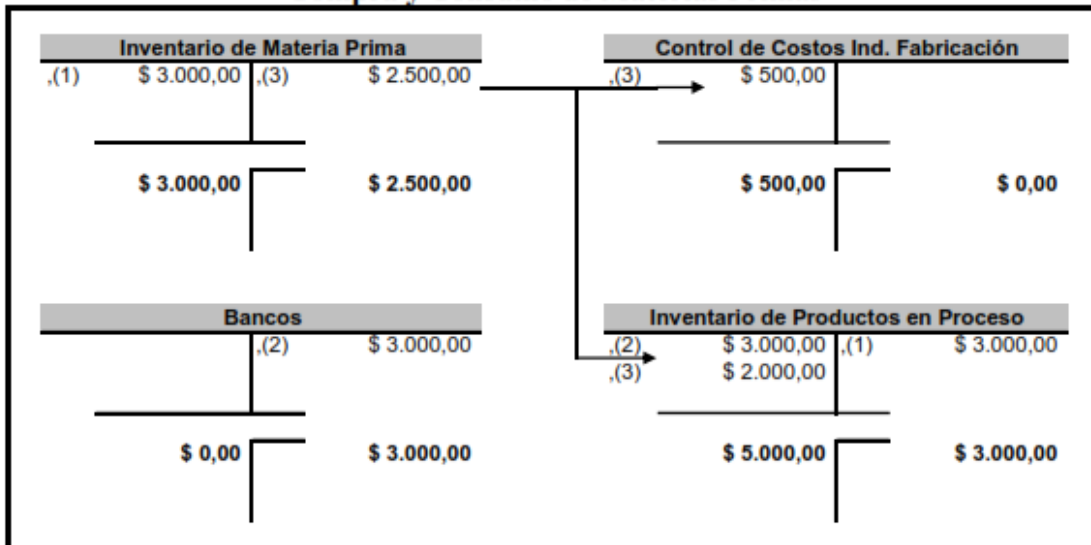 Inventario de Materia Prima
,(1) $ 3.000,00 ,(3) $ 2.500,00
$ 3.000,00 $ 2.500,00
Control de Costos Ind. Fabricación
,(3) $ 500,00
$ 500,00 $ 0,00
Bancos
,(2) $ 3.000,00
$ 0,00 $ 3.000,00
Inventario de Productos en Proceso
,(2) $ 3.000,00 ,(1) $ 3.000,00
,(3) $ 2.000,00
$ 5.000,00 $ 3.000,00